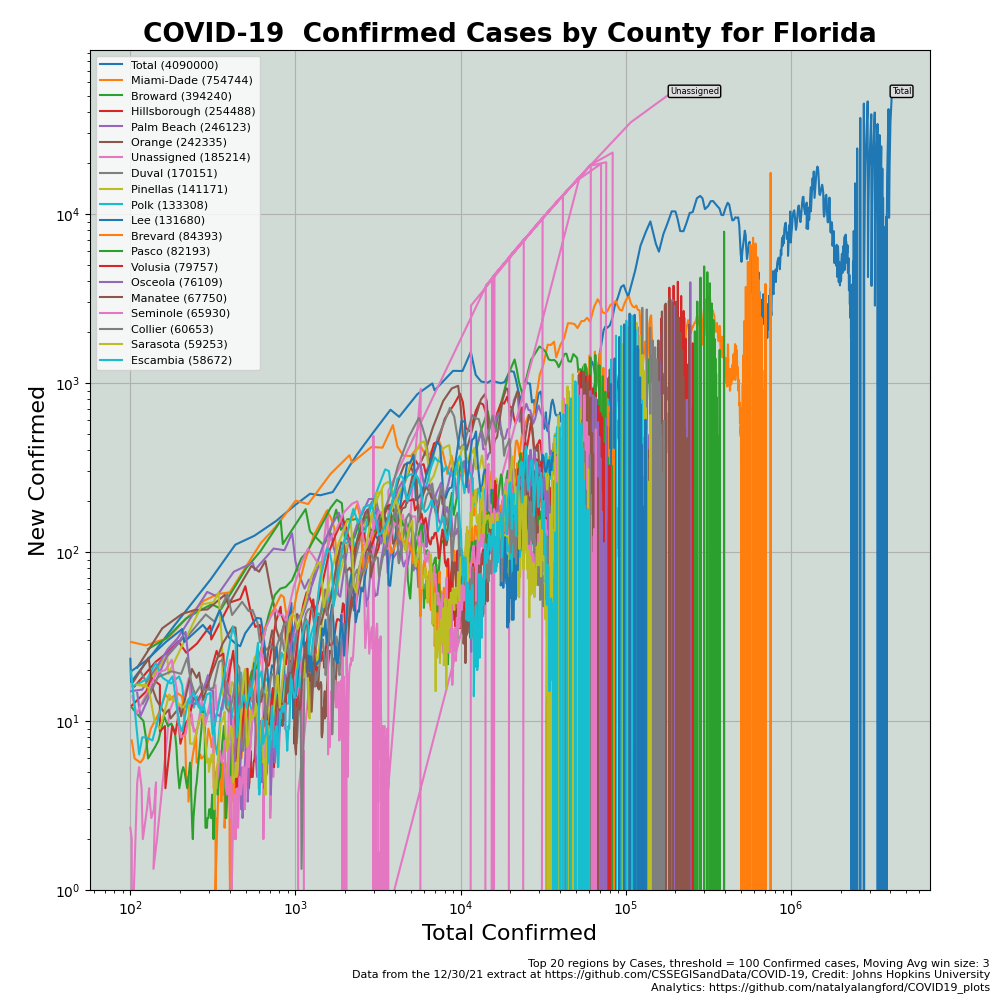 COVID-19  Confirmed Cases by County for Florida
Total (4090000)
Miami-Dade (754744)
Broward (394240)
Hillsborough (254488)
Palm Beach (246123)
Orange (242335)
Unassigned (185214)
Duval (170151)
Pinellas (141171)
Polk (133308)
Lee (131680)
Brevard (84393)
Pasco (82193)
Volusia (79757)
Osceola (76109)
Manatee (67750)
Seminole (65930)
Collier (60653)
Sarasota (59253)
Escambia (58672)
Unassigned
Total
New Confirmed
10⁴
10³
10²
10¹
10⁰
10² 10³ 10⁴ 10⁵ 10⁶
Total Confirmed
Top 20 regions by Cases, threshold = 100 Confirmed cases, Moving Avg win size: 3
Data from the 12/30/21 extract at https://github.com/CSSEGISandData/COVID-19, Credit: Johns Hopkins University
Analytics: https://github.com/natalyalangford/COVID19_plots